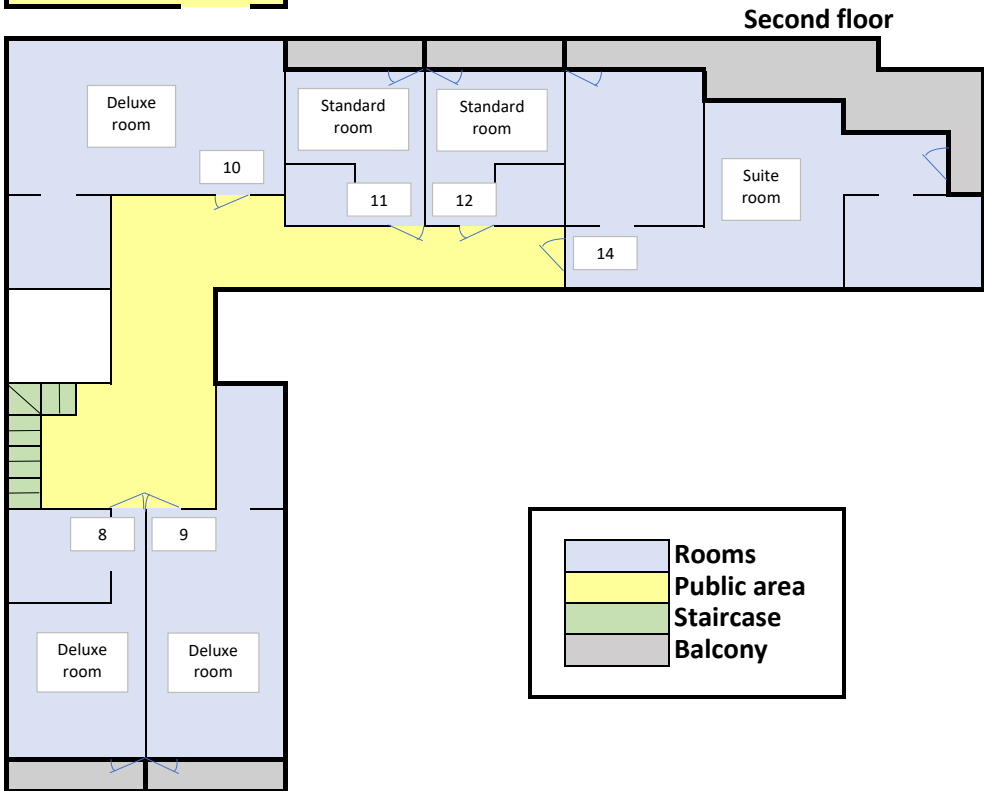 Second floor
Deluxe
room
Standard
room
Standard
room
10
Suite
room
11
12
14
8
9
Deluxe
room
Deluxe
room
Rooms
Public area
Staircase
Balcony